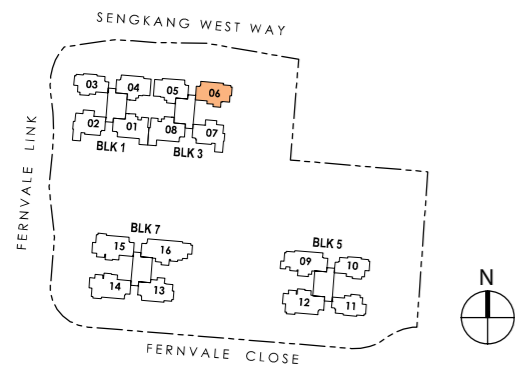 SENGKANG WEST WAY
FERNVALE LINK
03 04 05 06
02 01 08 07
BLK 1 BLK 3
BLK 7
15 16
14 13
BLK 5
09 10
12 11
N
FERNVALE CLOSE